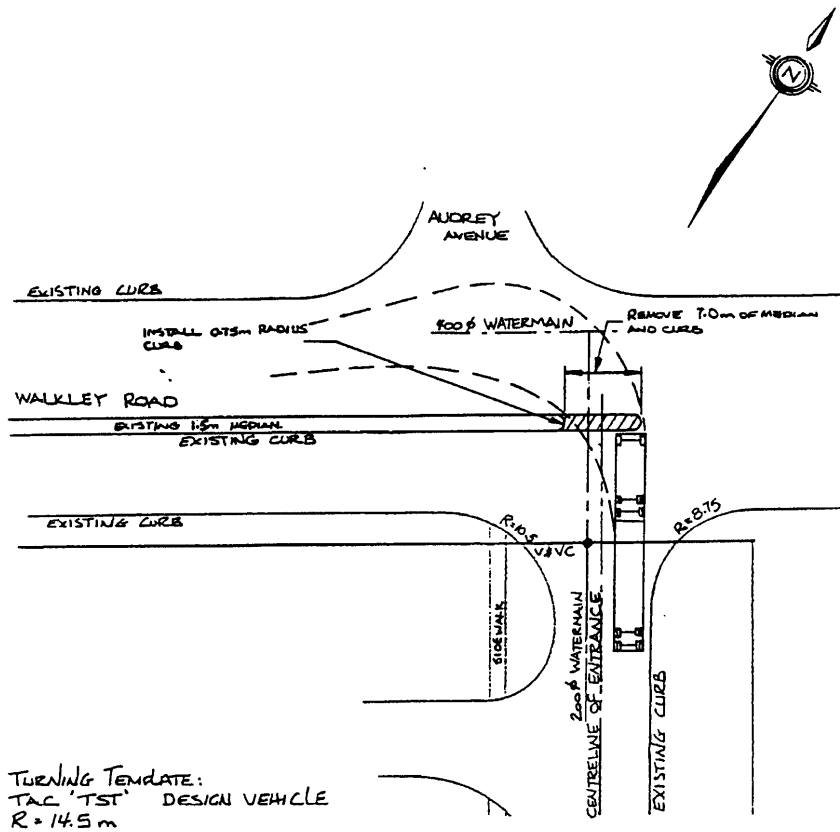 N
AUDREY
AVENUE
EXISTING CURB
INSTALL 0.75m RADIUS
CURB
400 ϕ WATERMAIN
REMOVE 7.0m OF MEDIAN
AND CURB
WALKLEY ROAD
EXISTING 1.5m MEDIAN
EXISTING CURB
EXISTING CURB
R=10.5
V&VC
R=8.75
SIDEWALK
200 ϕ WATERMAIN
CENTRELINE OF ENTRANCE
EXISTING CURB
TURNING TEMPLATE:
TAC 'TST' DESIGN VEHICLE
R = 14.5 m